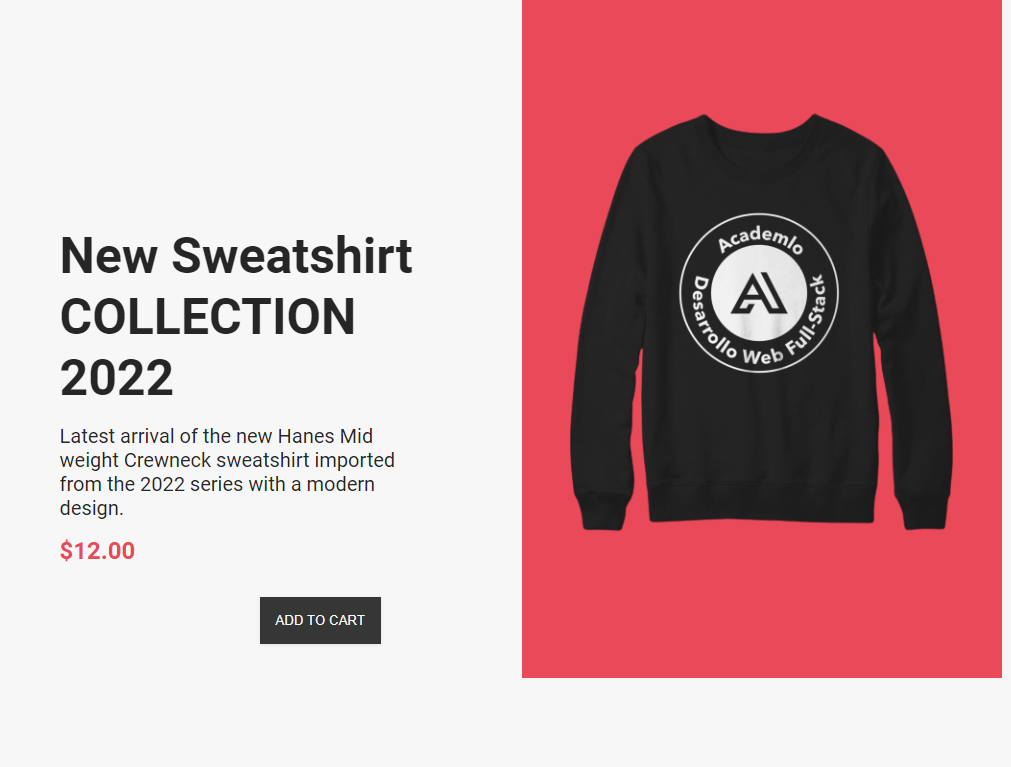 New Sweatshirt
COLLECTION
2022
Latest arrival of the new Hanes Mid
weight Crewneck sweatshirt imported
from the 2022 series with a modern
design.
$12.00
ADD TO CART
Academlo
Desarrollo Web Full-Stack